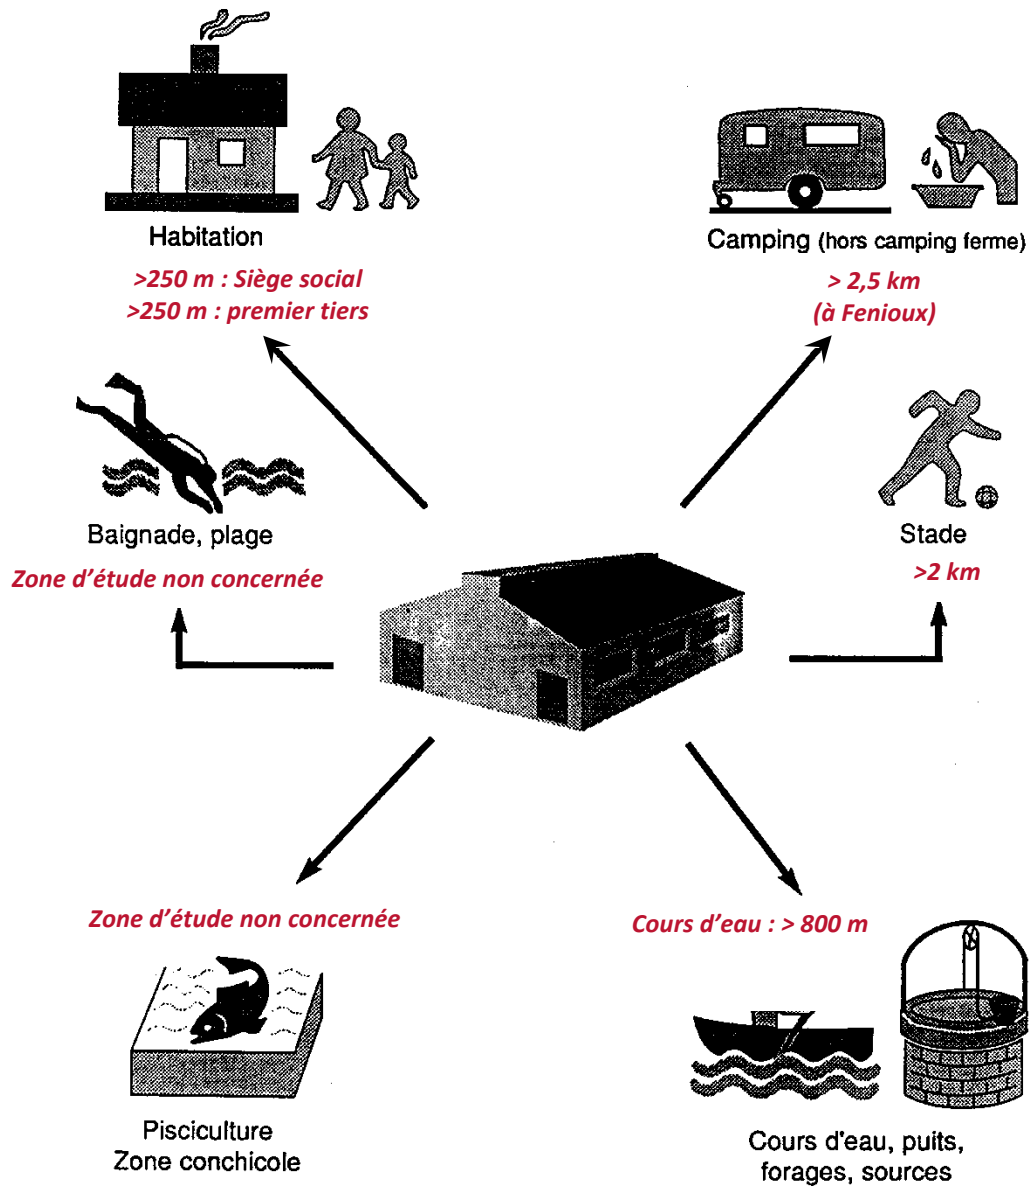 Habitation
>250 m : Siège social
>250 m : premier tiers
Camping (hors camping ferme)
> 2,5 km
(à Fenioux)
Baignade, plage
Zone d’étude non concernée
Stade
>2 km
Zone d’étude non concernée
Pisciculture
Zone conchicole
Cours d’eau : > 800 m
Cours d'eau, puits,
forages, sources